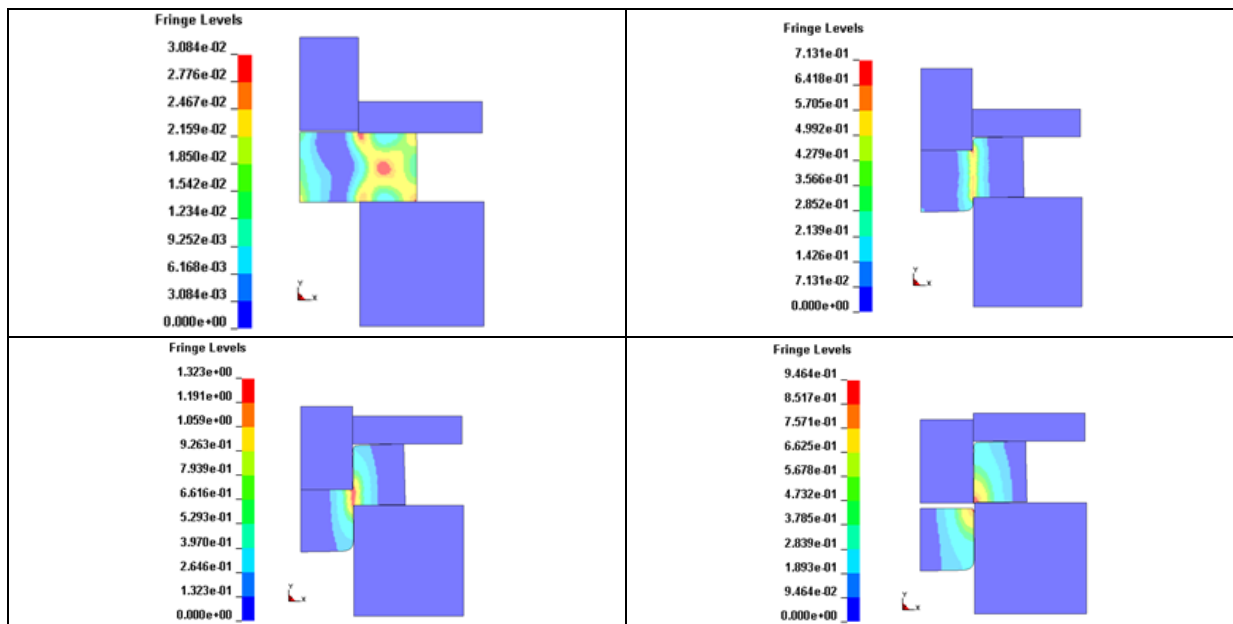 Fringe Levels
3.084e-02
2.776e-02
2.467e-02
2.159e-02
1.850e-02
1.542e-02
1.234e-02
9.252e-03
6.168e-03
3.084e-03
0.000e+00
Y
X
Fringe Levels
7.131e-01
6.418e-01
5.705e-01
4.992e-01
4.279e-01
3.566e-01
2.852e-01
2.139e-01
1.426e-01
7.131e-02
0.000e+00
Y
X
Fringe Levels
1.323e+00
1.191e+00
1.059e+00
9.263e-01
7.939e-01
6.616e-01
5.293e-01
3.970e-01
2.646e-01
1.323e-01
0.000e+00
Y
X
Fringe Levels
9.464e-01
8.517e-01
7.571e-01
6.625e-01
5.678e-01
4.732e-01
3.785e-01
2.839e-01
1.893e-01
9.464e-02
0.000e+00
Y
X